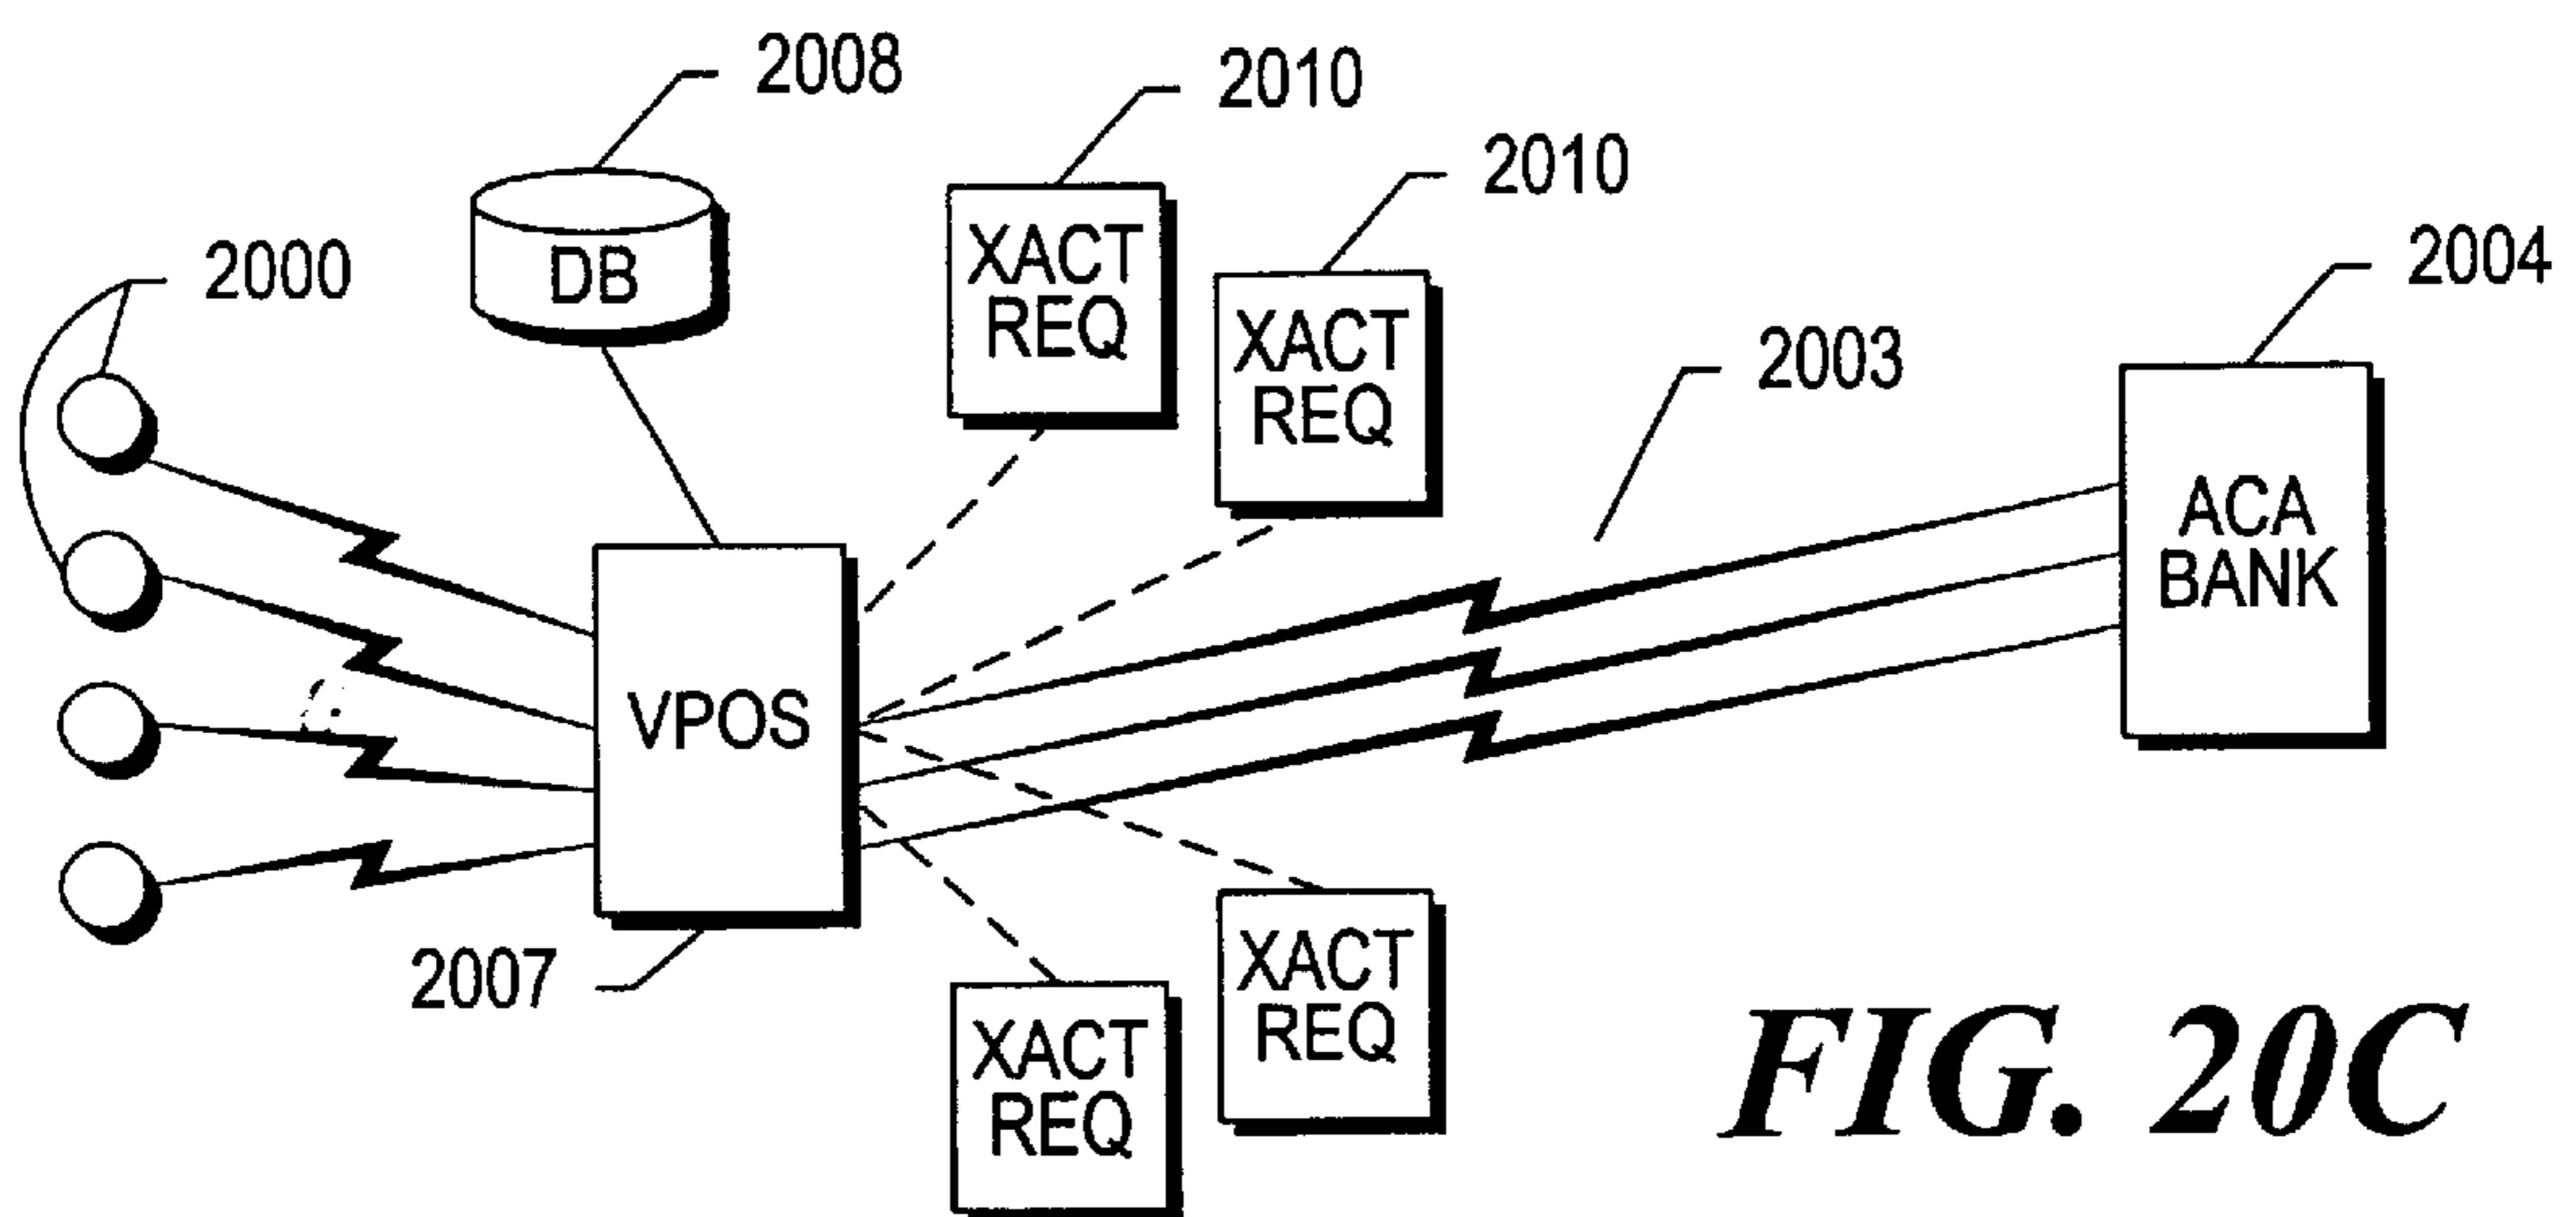 2008
2010
2010
2000
DB
XACT
REQ
XACT
REQ
2004
2003
ACA
BANK
VPOS
2007
XACT
REQ
XACT
REQ
FIG. 20C